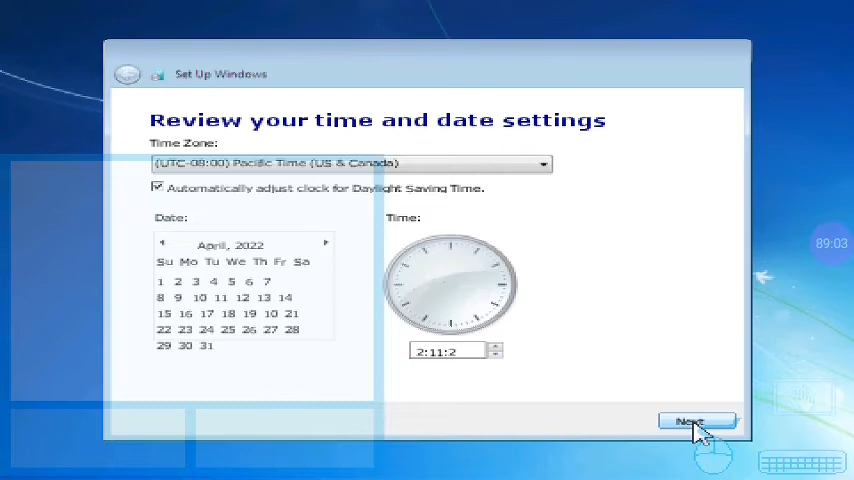 Set Up Windows
Review your time and date settings
Time Zone:
(UTC-08:00) Pacific Time (US & Canada)
Automatically adjust clock for Daylight Saving Time.
Date:
Time:
April, 2022
Su Mo Tu We Th Fr Sa
1 2 3 4 5 6 7
8 9 10 11 12 13 14
15 16 17 18 19 10 21
22 23 24 25 26 27 28
29 30 31
2:11:2
Next
89:03